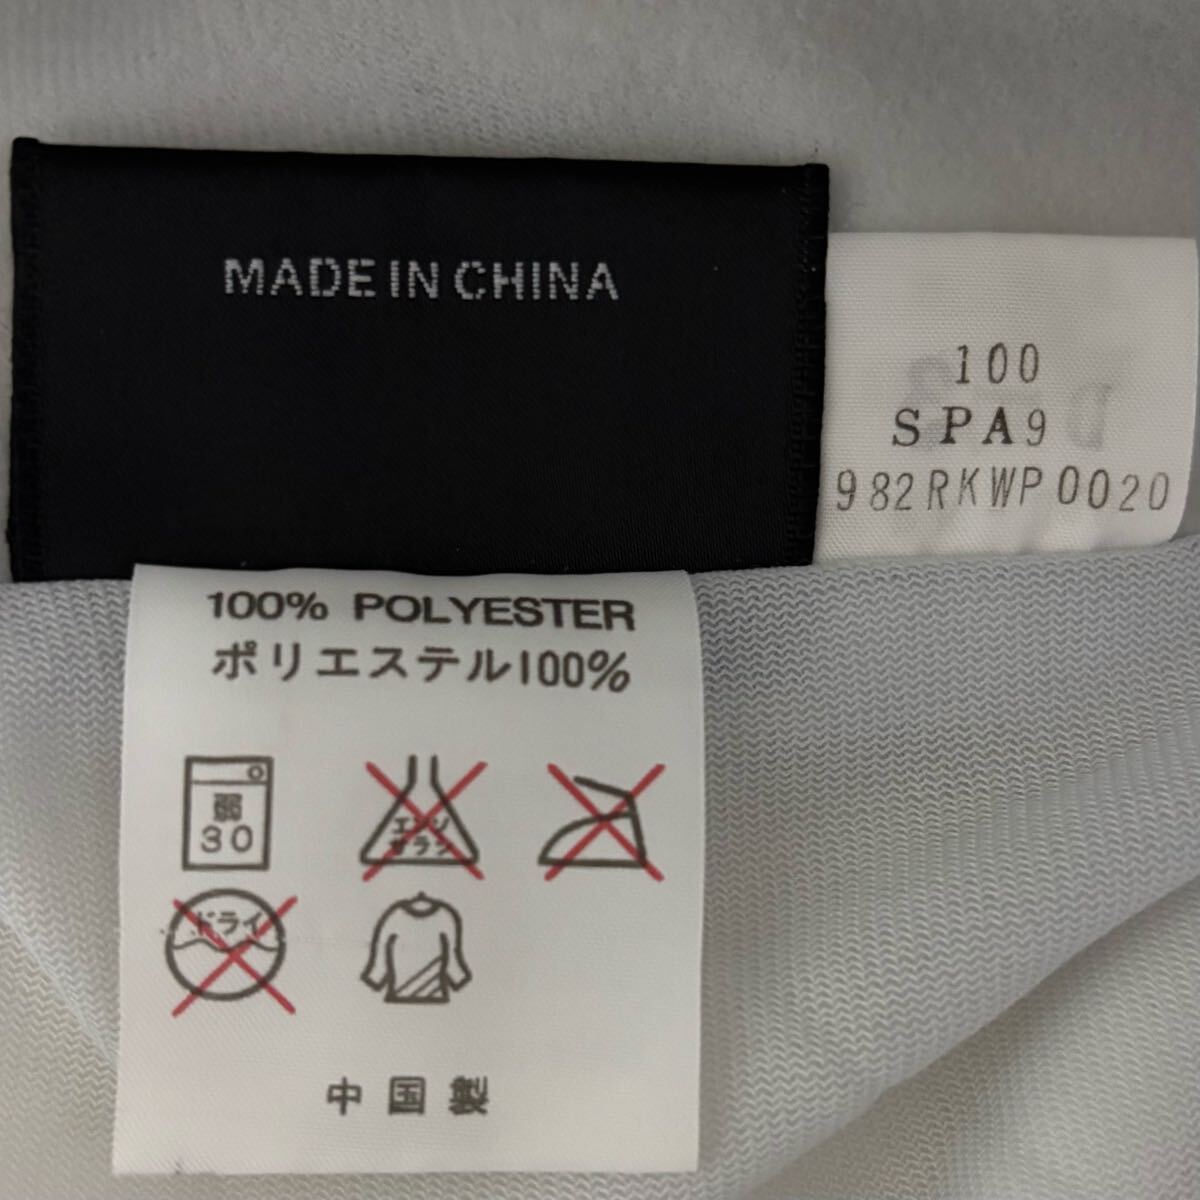 MADE IN CHINA
100
SPA9
982RKWP0020
100% POLYESTER
ポリエステル100%
弱
30
エンソ
サラシ
ドライ
中国製